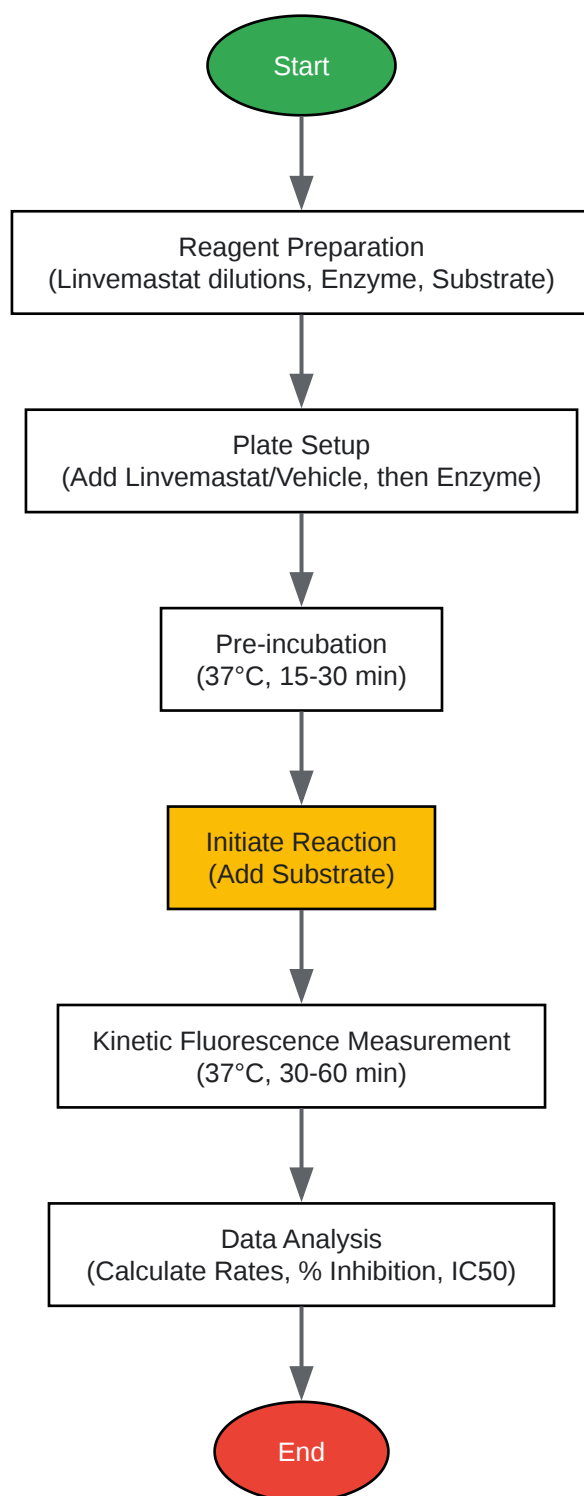 Start
Reagent Preparation
(Linvemastat dilutions, Enzyme, Substrate)
Plate Setup
(Add Linvemastat/Vehicle, then Enzyme)
Pre-incubation
(37°C, 15-30 min)
Initiate Reaction
(Add Substrate)
Kinetic Fluorescence Measurement
(37°C, 30-60 min)
Data Analysis
(Calculate Rates, % Inhibition, IC50)
End